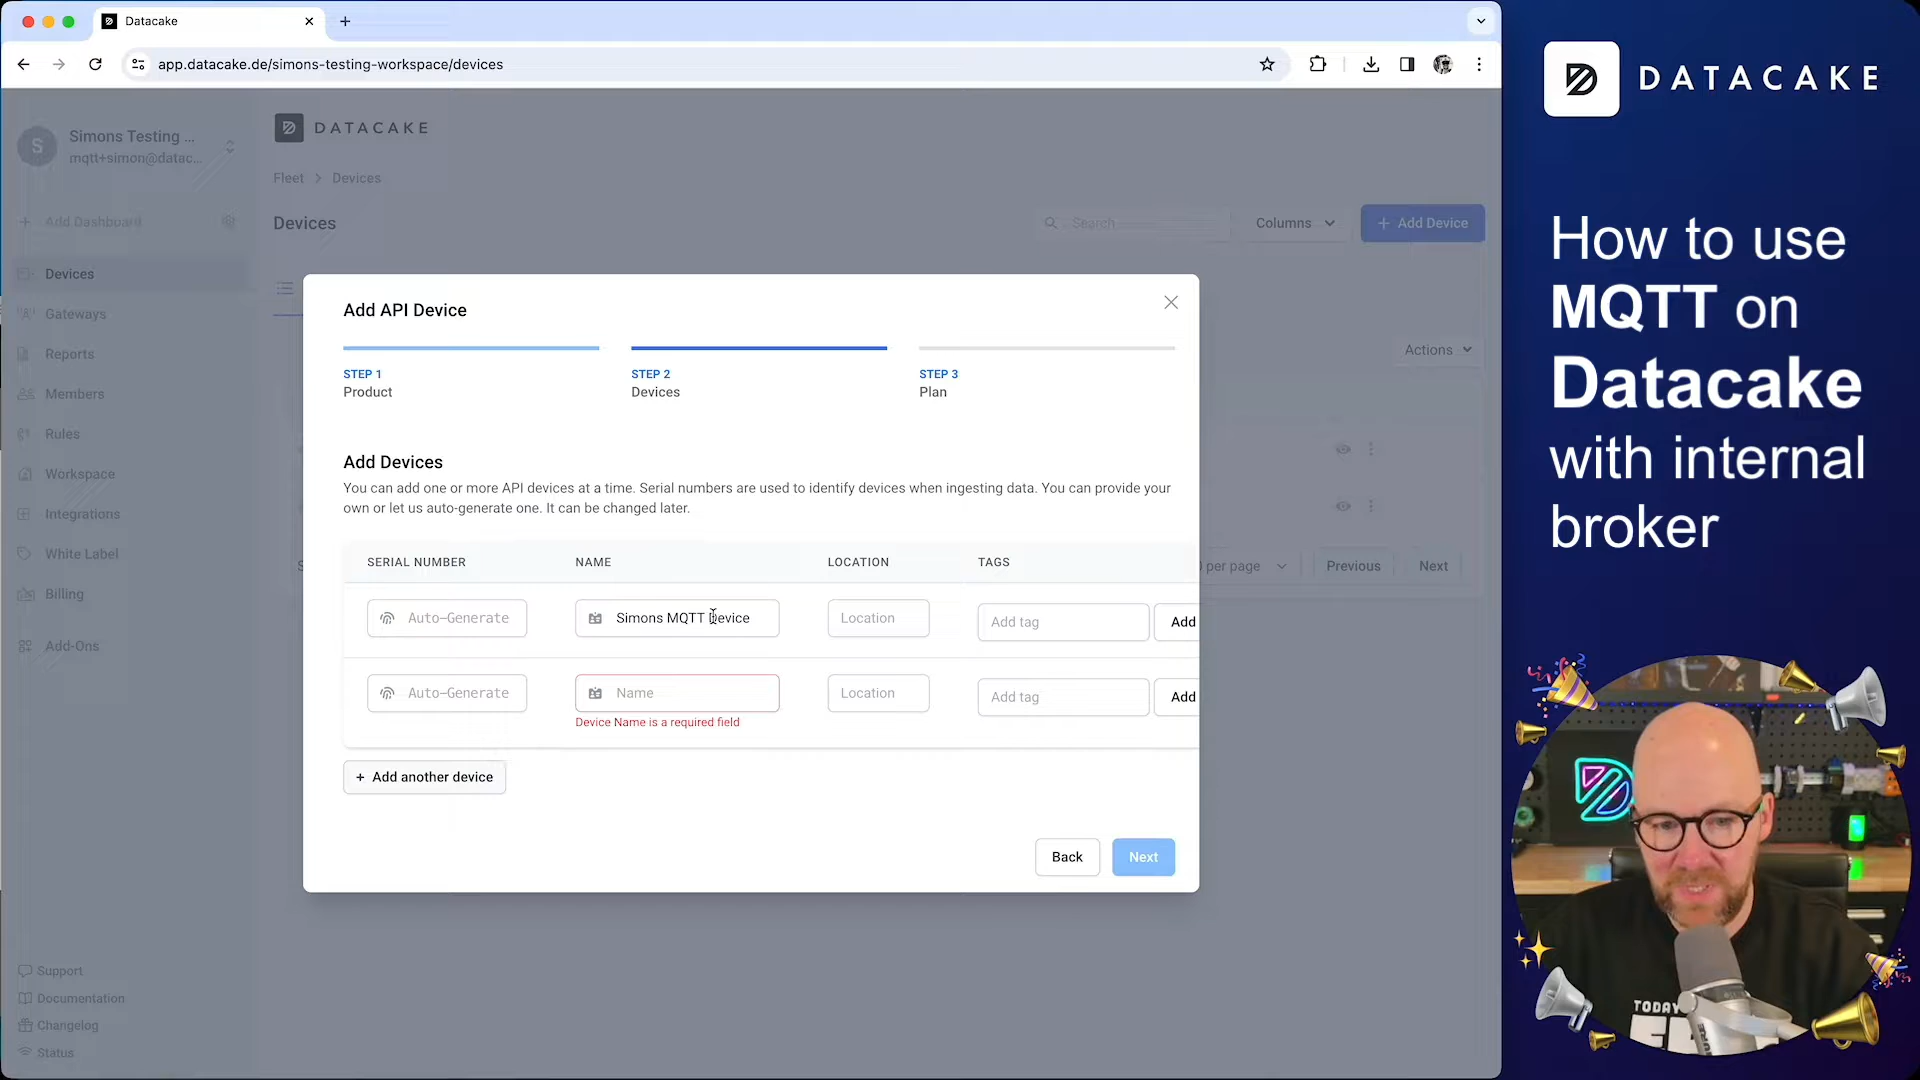 Datacake
app.datacake.de/simons-testing-workspace/devices
S
Simons Testing ...
mqtt+simon@datac...
Add Dashboard
Devices
Gateways
Reports
Members
Rules
Workspace
Integrations
White Label
Billing
Add-Ons
Support
Documentation
Changelog
Status
DATACAKE
Fleet > Devices
Devices
Search
Columns
+ Add Device
Actions
per page
Previous
Next
Add API Device
STEP 1
Product
STEP 2
Devices
STEP 3
Plan
Add Devices
You can add one or more API devices at a time. Serial numbers are used to identify devices when ingesting data. You can provide your
own or let us auto-generate one. It can be changed later.
SERIAL NUMBER NAME LOCATION TAGS
Auto-Generate Simons MQTT Device Location Add tag Add
Auto-Generate Name Location Add tag Add
Device Name is a required field
+ Add another device
Back Next
DATACAKE
How to use
MQTT on
Datacake
with internal
broker
TODAY